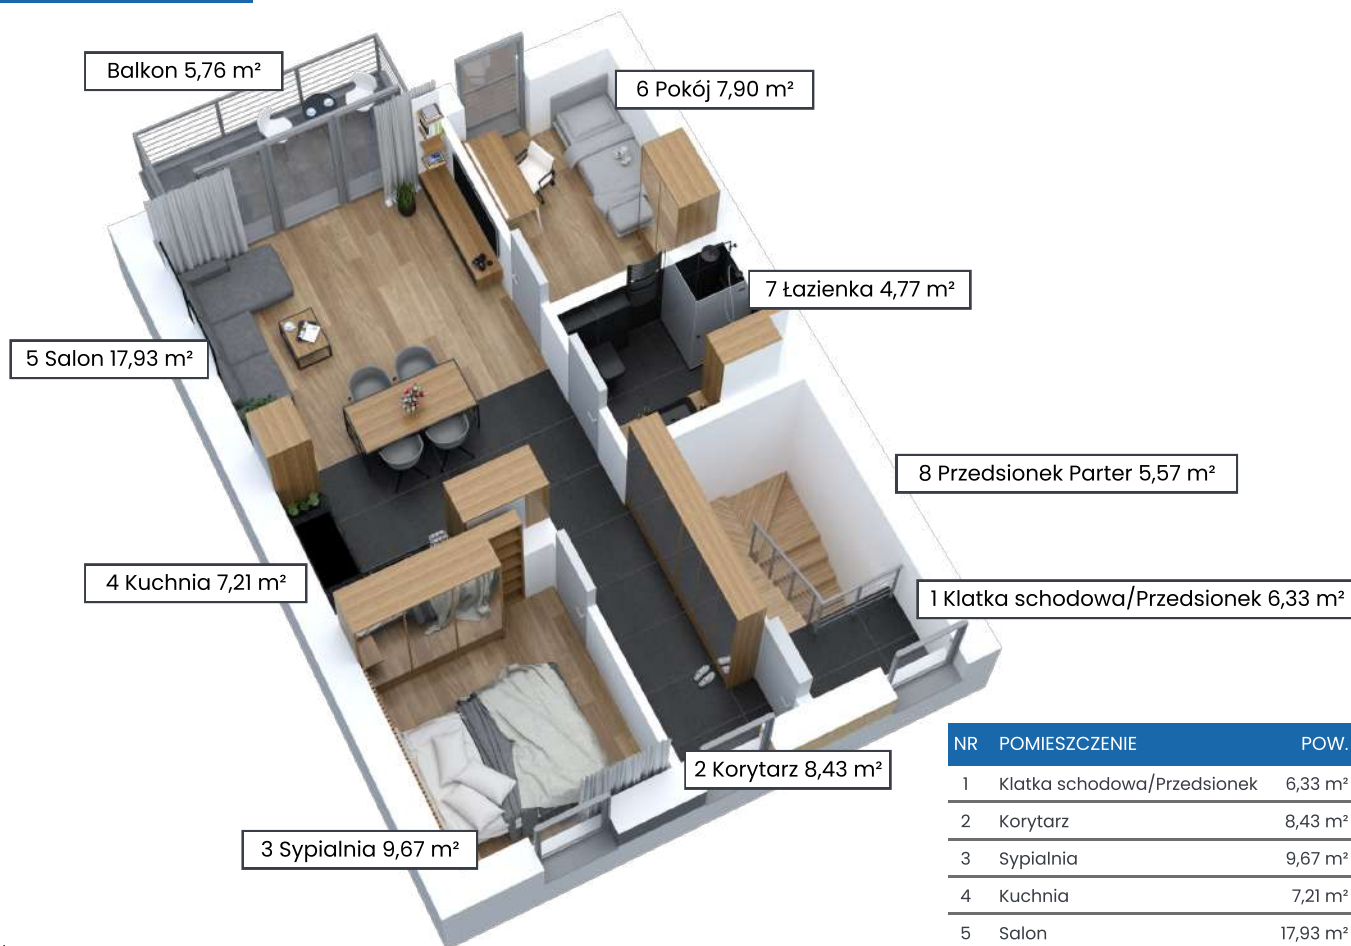 Balkon 5,76 m²
6 Pokój 7,90 m²
7 Łazienka 4,77 m²
5 Salon 17,93 m²
8 Przedsionek Parter 5,57 m²
4 Kuchnia 7,21 m²
1 Klatka schodowa/Przedsionek 6,33 m²
2 Korytarz 8,43 m²
3 Sypialnia 9,67 m²
NR POMIESZCZENIE POW.
1 Klatka schodowa/Przedsionek 6,33 m²
2 Korytarz 8,43 m²
3 Sypialnia 9,67 m²
4 Kuchnia 7,21 m²
5 Salon 17,93 m²